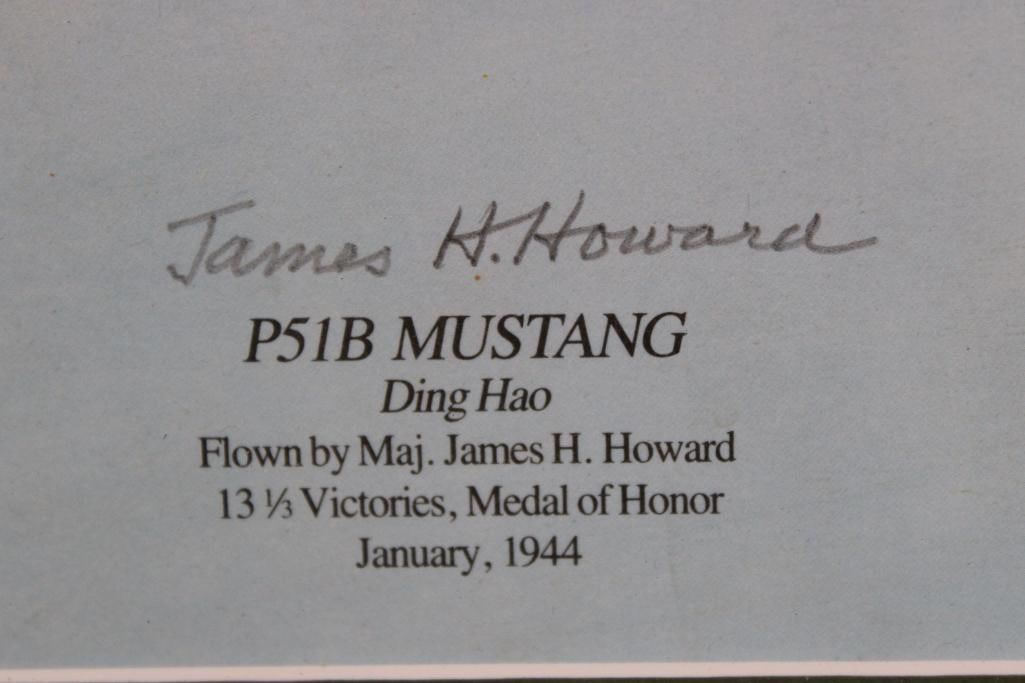 James H. Howard
P51B MUSTANG
Ding Hao
Flown by Maj. James H. Howard
13 ⅓ Victories, Medal of Honor
January, 1944